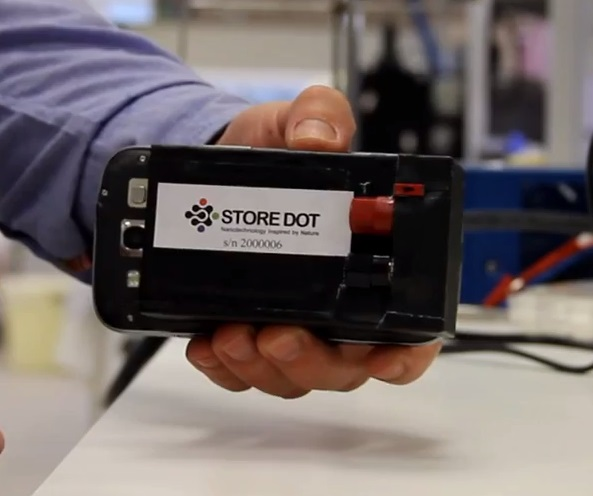 STORE DOT
Nanotechnology Inspired by Nature
s/n 2000006